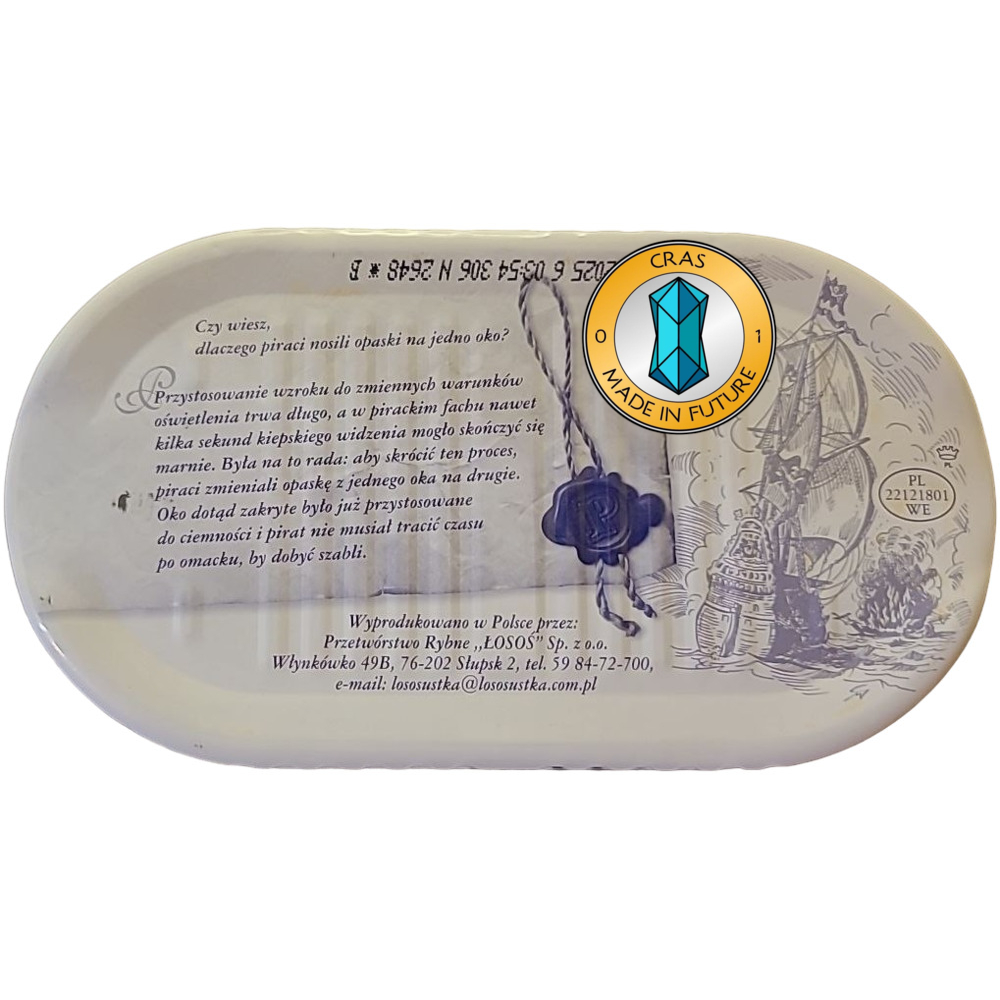 2025 6 03:54 306 N 2648 * B
CRAS
0 1
MADE IN FUTURE
Czy wiesz,
dlaczego piraci nosili opaski na jedno oko?
Przystosowanie wzroku do zmiennych warunków
oświetlenia trwa długo, a w pirackim fachu nawet
kilka sekund kiepskiego widzenia mogło skończyć się
marnie. Była na to rada: aby skrócić ten proces,
piraci zmieniali opaskę z jednego oka na drugie.
Oko dotąd zakryte było już przystosowane
do ciemności i pirat nie musiał tracić czasu
po omacku, by dobyć szabli.
P
PL
PL
22121801
WE
Wyprodukowano w Polsce przez:
Przetwórstwo Rybne „ŁOSOŚ” Sp. z o.o.
Włynkówko 49B, 76-202 Słupsk 2, tel. 59 84-72-700,
e-mail: lososustka@lososustka.com.pl